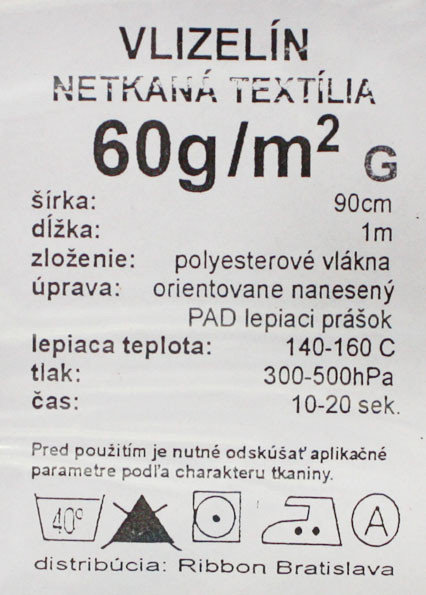 VLIZELÍN
NETKANÁ TEXTÍLIA
60g/m² G
šírka: 90cm
dĺžka: 1m
zloženie: polyesterové vlákna
úprava: orientovane nanesený
PAD lepiaci prášok
lepiaca teplota: 140-160 C
tlak: 300-500hPa
čas: 10-20 sek.
Pred použitím je nutné odskúšať aplikačné
parametre podľa charakteru tkaniny.
40° A
distribúcia: Ribbon Bratislava